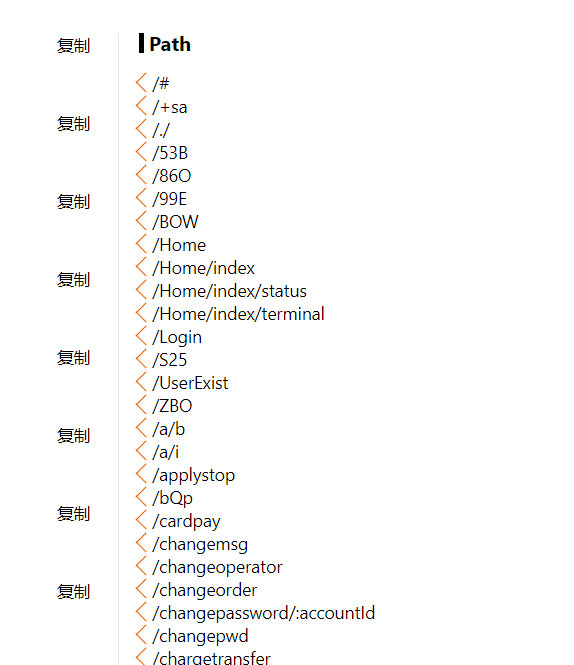 复制
复制
复制
复制
复制
复制
复制
复制
Path
/#
/+sa
/./
/53B
/86O
/99E
/BOW
/Home
/Home/index
/Home/index/status
/Home/index/terminal
/Login
/S25
/UserExist
/ZBO
/a/b
/a/i
/applystop
/bQp
/cardpay
/changemsg
/changeoperator
/changeorder
/changepassword/:accountId
/changepwd
/chargetransfer